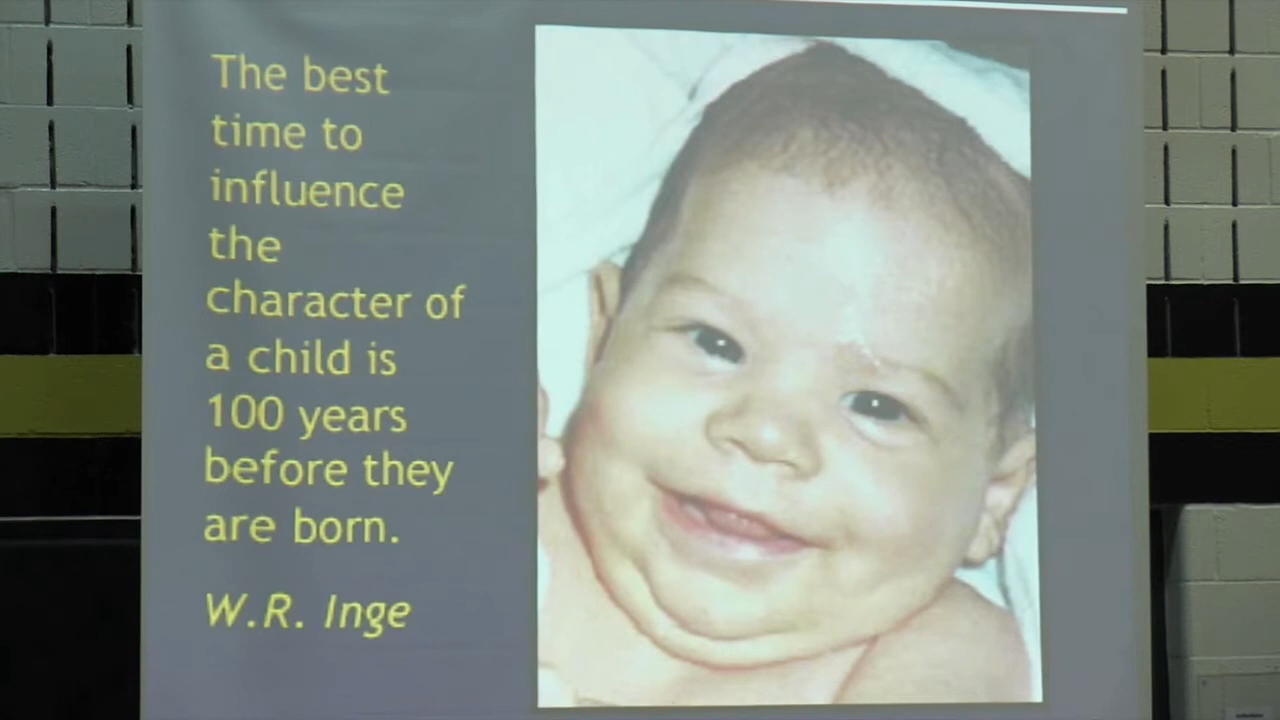 The best
time to
influence
the
character of
a child is
100 years
before they
are born.
W.R. Inge